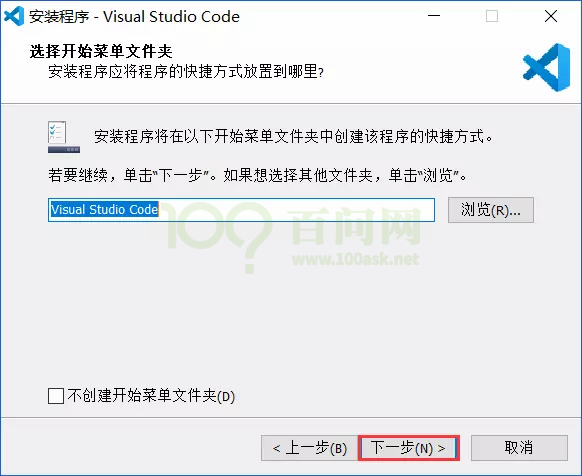 安装程序 - Visual Studio Code
选择开始菜单文件夹
安装程序应将程序的快捷方式放置到哪里?
安装程序将在以下开始菜单文件夹中创建该程序的快捷方式。
若要继续，单击“下一步”。如果想选择其他文件夹，单击“浏览”。
Visual Studio Code
浏览(R)...
100?
百问网
www.100ask.net
不创建开始菜单文件夹(D)
< 上一步(B)
下一步(N) >
取消